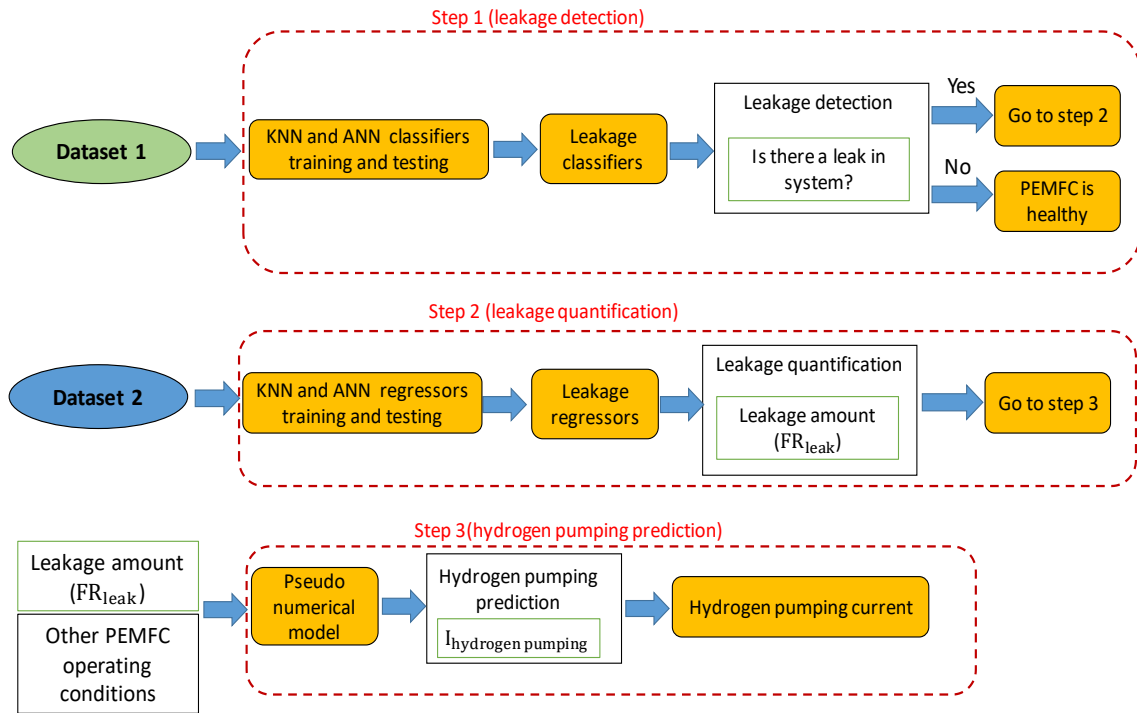 Step 1 (leakage detection)
Dataset 1
KNN and ANN classifiers
training and testing
Leakage
classifiers
Leakage detection
Is there a leak in
system?
Yes
Go to step 2
No
PEMFC is
healthy
Step 2 (leakage quantification)
Dataset 2
KNN and ANN  regressors
training and testing
Leakage
regressors
Leakage quantification
Leakage amount
(FRleak)
Go to step 3
Step 3(hydrogen pumping prediction)
Leakage amount
(FRleak)
Other PEMFC
operating
conditions
Pseudo
numerical
model
Hydrogen pumping
prediction
Ihydrogen pumping
Hydrogen pumping current